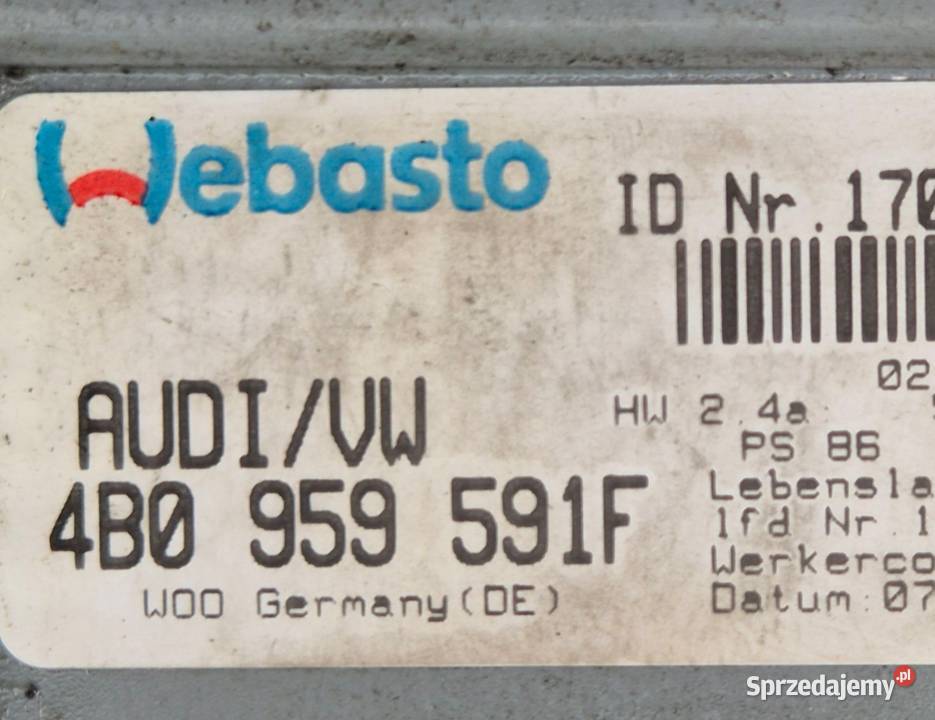 Webasto
ID Nr.170
02
HW 2.4a
PS 86
AUDI/VW
4B0 959 591F
Lebensla
lfd Nr.1
Werkerco
WOO Germany(DE)
Datum:07
Sprzedajemy.pl